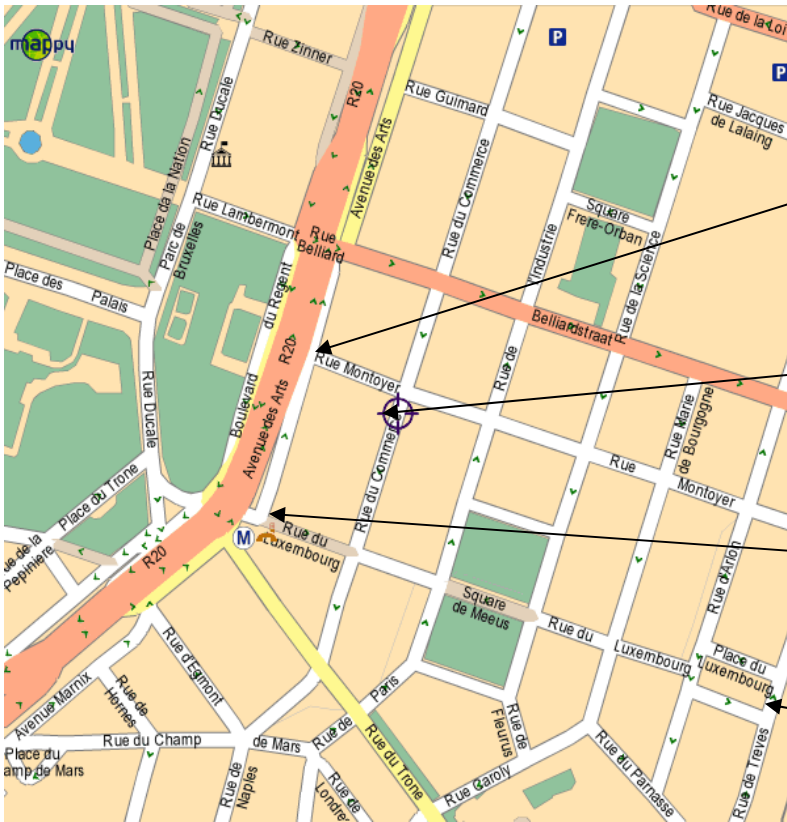 mappy
Rue de la Loi
Rue Zinner
R20
P
P
Rue Guimard
Rue Jacques
de Lalaing
Rue Ducale
Avenue des Arts
Place da la Nation
Rue du Commerce
Rue Lambermont
Square
Frere-Orban
Parc de
Bruxelles
Rue
Belliard
l'Industrie
Rue de la Science
Place des
Palais
du Regent
Belliardstraat
R20
Rue Montoyer
Rue de
Rue Ducale
Boulevard
Avenue des Arts
Rue Marie
de Bourgogne
Rue du Commerce
Rue
Montoyer
Place du Trone
M
Rue du
Luxembourg
ue de la
Pepiniere
R20
Rue d'Arlon
Square
de Meeus
Rue du
Luxembourg
Place du
Luxembourg
Rue d'Egmont
Avenue Marnix
Rue de
Hornes
Rue de
Paris
Rue de
Fleurus
Rue du Trone
Rue du Champ
de Mars
Place du
amp de Mars
Rue de
Naples
Rue de
Londres
Rue Caroly
Rue du Parnasse
Rue de Treves